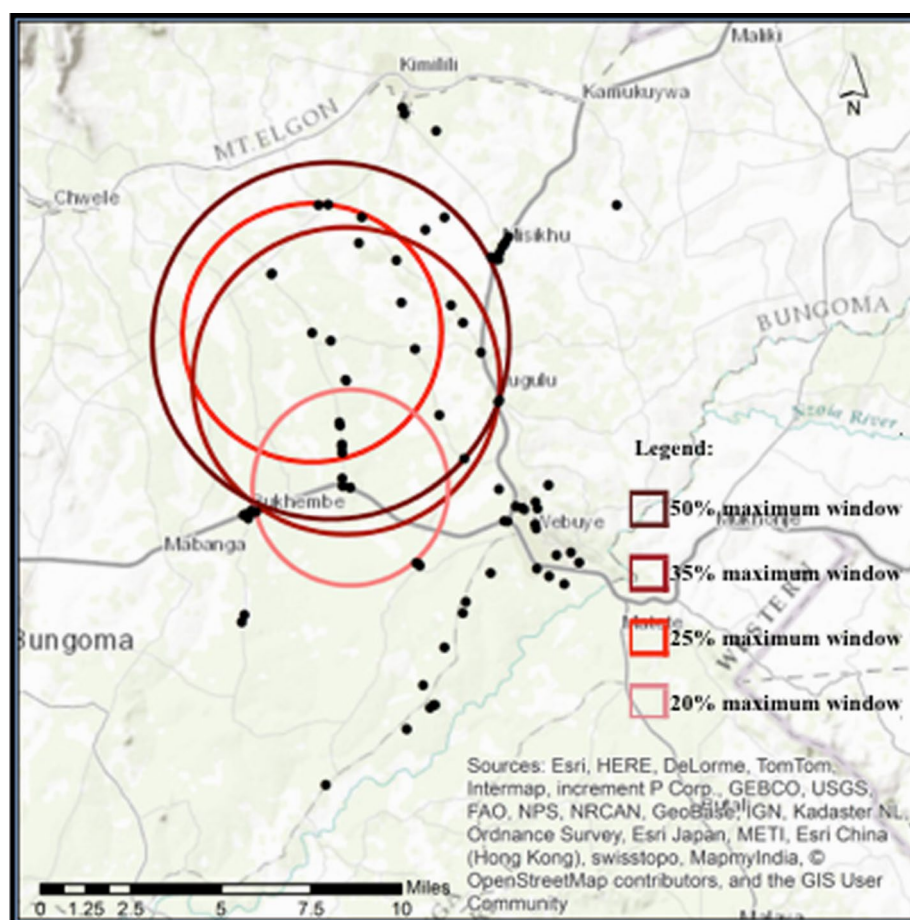 Maliki
Kimilili
Kamukuywa
N
MT.ELGON
Chwele
Misikhu
BUNGOMA
ugulu
Nzoia River
Legend:
Bukhembe
50% maximum window
Webuye
Mabanga
35% maximum window
WESTERN
Bungoma
25% maximum window
20% maximum window
Sources: Esri, HERE, DeLorme, TomTom,
Intermap, increment P Corp., GEBCO, USGS,
FAO, NPS, NRCAN, GeoBase, IGN, Kadaster NL,
Ordnance Survey, Esri Japan, METI, Esri China
(Hong Kong), swisstopo, MapmyIndia, ©
OpenStreetMap contributors, and the GIS User
Community
Miles
0 1.25 2.5 5 7.5 10